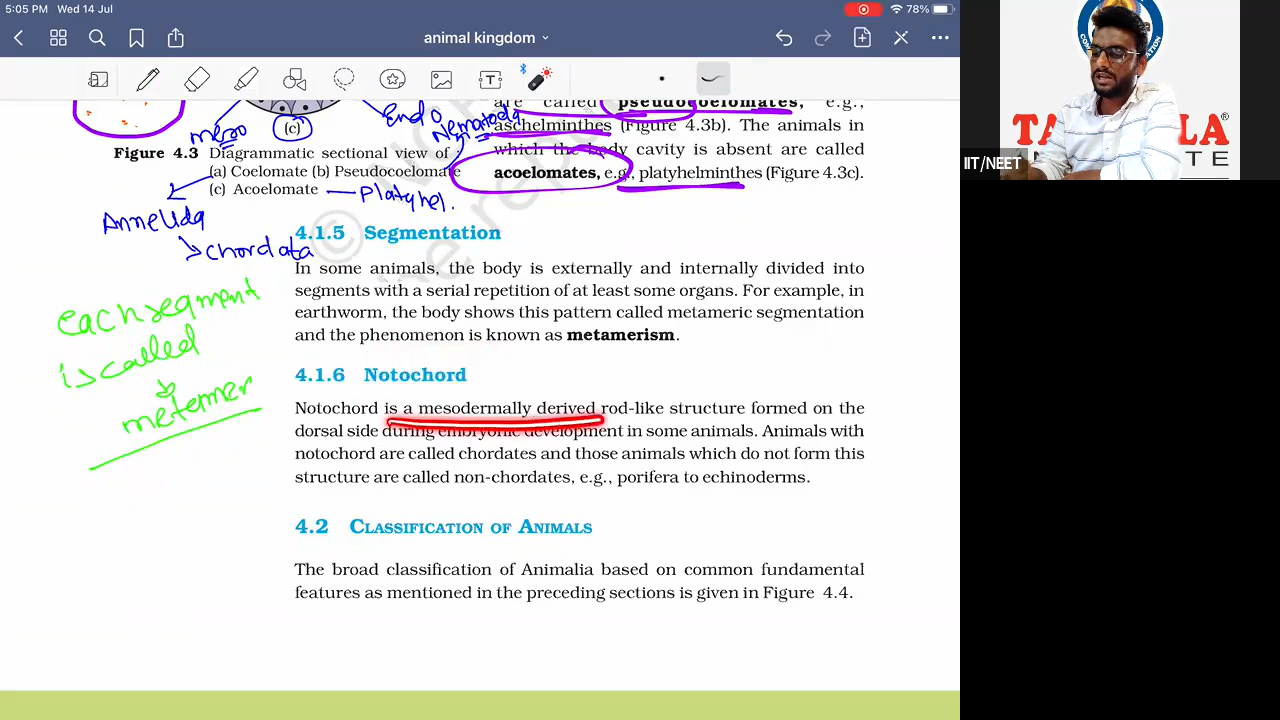 5:05 PM Wed 14 Jul
78%
animal kingdom
T
are called pseudocoelomates, e.g.,
aschelminthes (Figure 4.3b). The animals in
which the body cavity is absent are called
acoelomates, e.g., platyhelminthes (Figure 4.3c).
meso
(c)
Endo
Nematoda
Figure 4.3 Diagrammatic sectional view of :
(a) Coelomate (b) Pseudocoelomate
(c) Acoelomate
Platyhel.
Annelida
chordata
4.1.5 Segmentation
In some animals, the body is externally and internally divided into
segments with a serial repetition of at least some organs. For example, in
earthworm, the body shows this pattern called metameric segmentation
and the phenomenon is known as metamerism.
each segment
is called
metemer
4.1.6 Notochord
Notochord is a mesodermally derived rod-like structure formed on the
dorsal side during embryonic development in some animals. Animals with
notochord are called chordates and those animals which do not form this
structure are called non-chordates, e.g., porifera to echinoderms.
4.2 Classification of Animals
The broad classification of Animalia based on common fundamental
features as mentioned in the preceding sections is given in Figure 4.4.
IIT/NEET